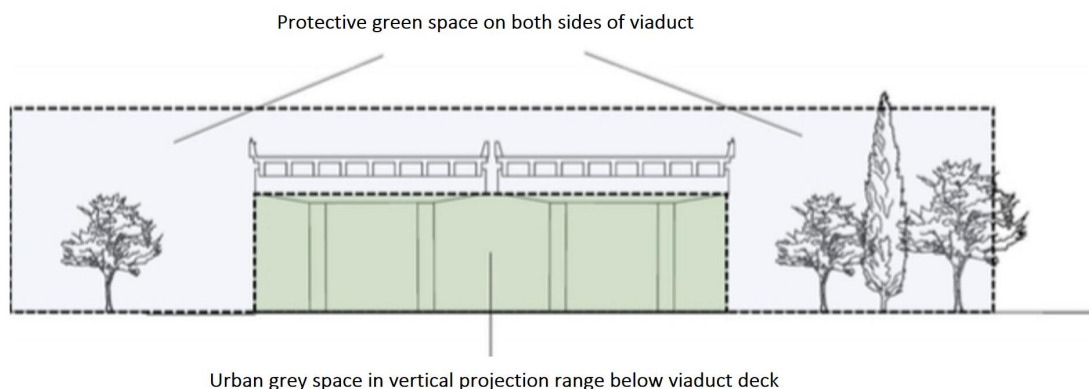 Protective green space on both sides of viaduct
Urban grey space in vertical projection range below viaduct deck